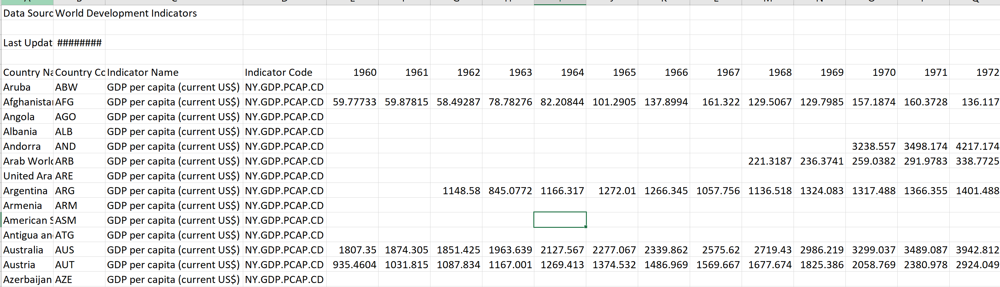 Data Sourc World Development Indicators
Last Updat ########
Country Na Country Co Indicator Name Indicator Code 1960 1961 1962 1963 1964 1965 1966 1967 1968 1969 1970 1971 1972
Aruba ABW GDP per capita (current US$) NY.GDP.PCAP.CD
Afghanista AFG GDP per capita (current US$) NY.GDP.PCAP.CD 59.77733 59.87815 58.49287 78.78276 82.20844 101.2905 137.8994 161.322 129.5067 129.7985 157.1874 160.3728 136.117
Angola AGO GDP per capita (current US$) NY.GDP.PCAP.CD
Albania ALB GDP per capita (current US$) NY.GDP.PCAP.CD
Andorra AND GDP per capita (current US$) NY.GDP.PCAP.CD 3238.557 3498.174 4217.174
Arab World ARB GDP per capita (current US$) NY.GDP.PCAP.CD 221.3187 236.3741 259.0382 291.9783 338.7725
United Ara ARE GDP per capita (current US$) NY.GDP.PCAP.CD
Argentina ARG GDP per capita (current US$) NY.GDP.PCAP.CD 1148.58 845.0772 1166.317 1272.01 1266.345 1057.756 1136.518 1324.083 1317.488 1366.355 1401.488
Armenia ARM GDP per capita (current US$) NY.GDP.PCAP.CD
American S ASM GDP per capita (current US$) NY.GDP.PCAP.CD
Antigua an ATG GDP per capita (current US$) NY.GDP.PCAP.CD
Australia AUS GDP per capita (current US$) NY.GDP.PCAP.CD 1807.35 1874.305 1851.425 1963.639 2127.567 2277.067 2339.862 2575.62 2719.43 2986.219 3299.037 3489.087 3942.812
Austria AUT GDP per capita (current US$) NY.GDP.PCAP.CD 935.4604 1031.815 1087.834 1167.001 1269.413 1374.532 1486.969 1569.667 1677.674 1825.386 2058.769 2380.978 2924.049
Azerbaijan AZE GDP per capita (current US$) NY.GDP.PCAP.CD